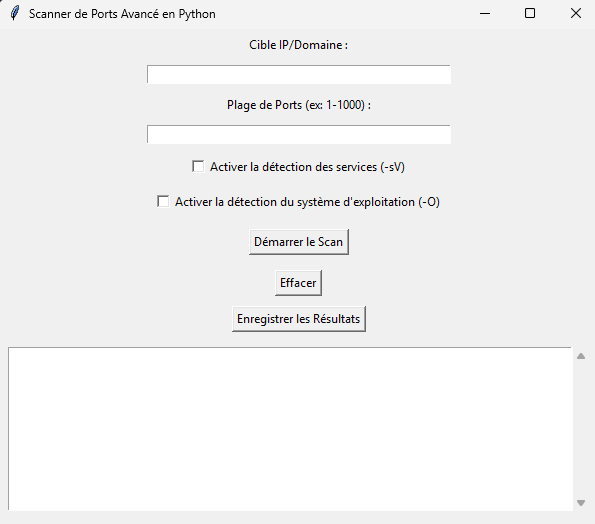 Scanner de Ports Avancé en Python
Cible IP/Domaine :
Plage de Ports (ex: 1-1000) :
Activer la détection des services (-sV)
Activer la détection du système d'exploitation (-O)
Démarrer le Scan
Effacer
Enregistrer les Résultats